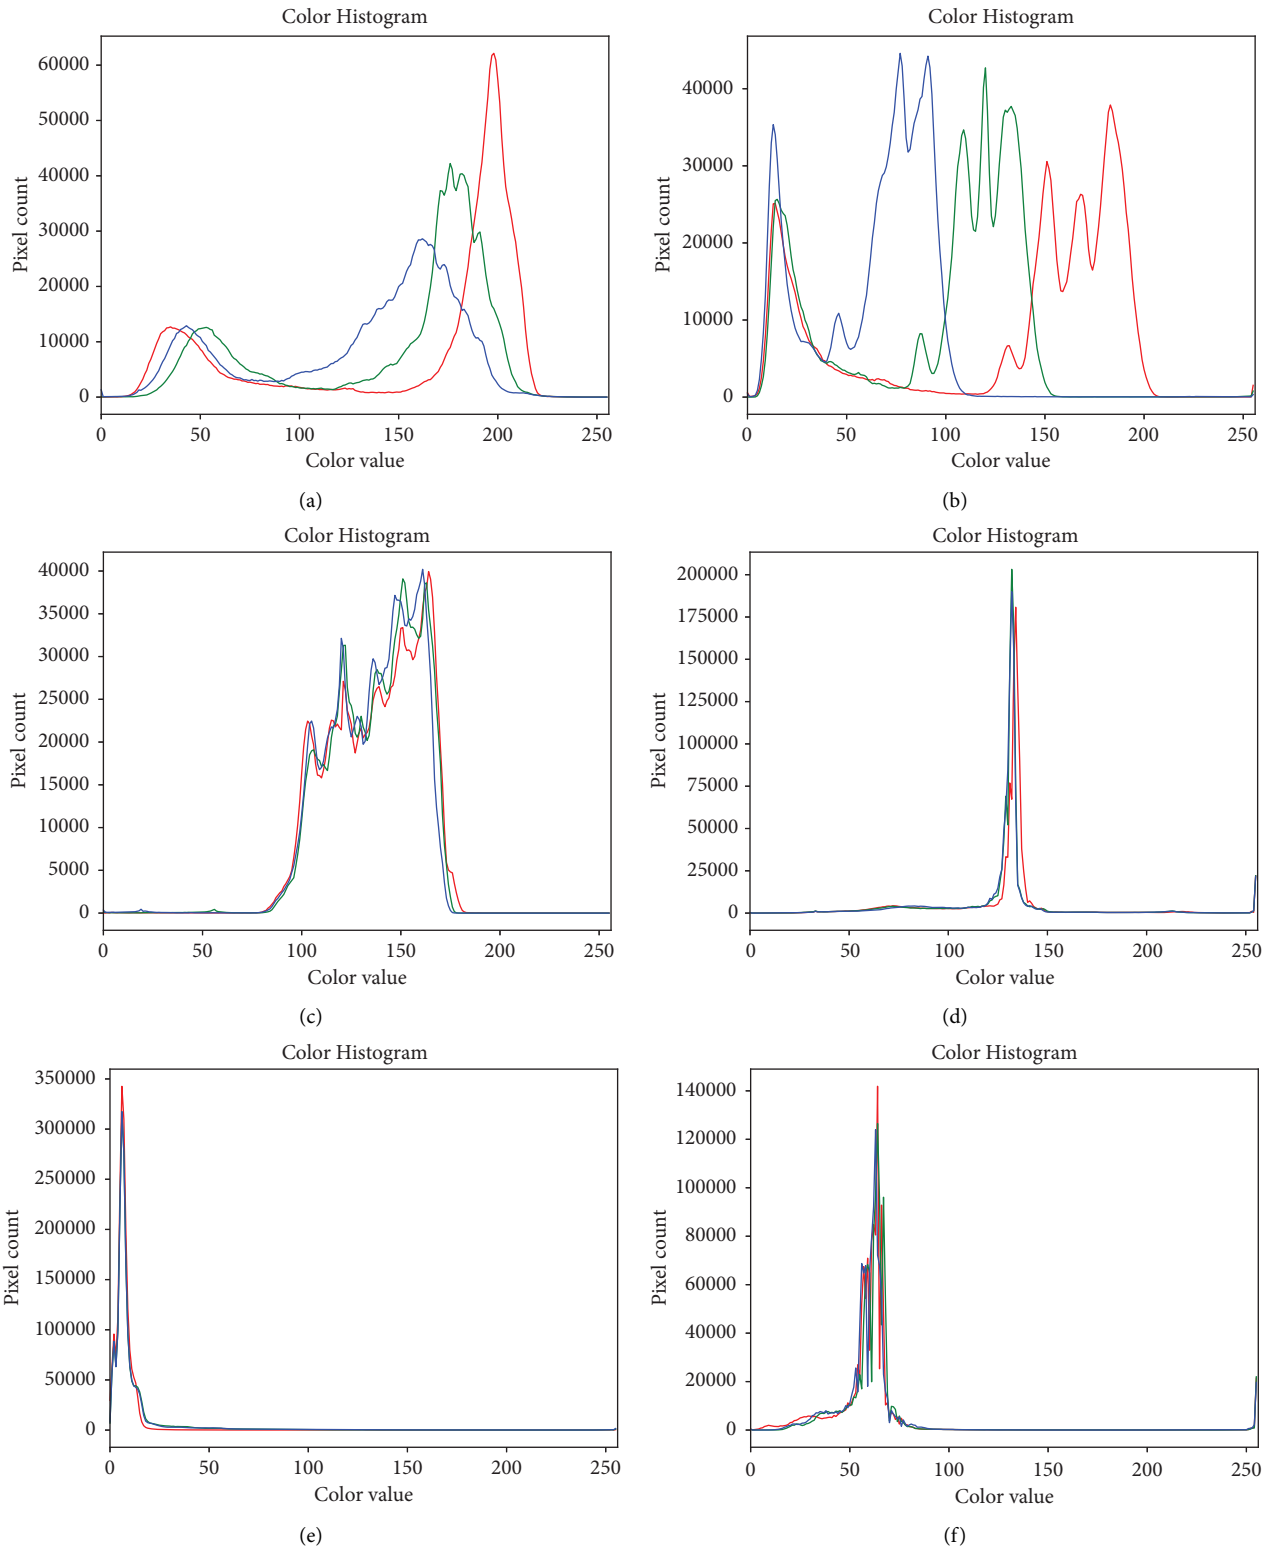 Color Histogram
60000
50000
40000
30000
20000
10000
0
Pixel count
0 50 100 150 200 250
Color value
(a)
Color Histogram
40000
30000
20000
10000
0
Pixel count
0 50 100 150 200 250
Color value
(b)
Color Histogram
40000
35000
30000
25000
20000
15000
10000
5000
0
Pixel count
0 50 100 150 200 250
Color value
(c)
Color Histogram
200000
175000
150000
125000
100000
75000
50000
25000
0
Pixel count
0 50 100 150 200 250
Color value
(d)
Color Histogram
350000
300000
250000
200000
150000
100000
50000
0
Pixel count
0 50 100 150 200 250
Color value
(e)
Color Histogram
140000
120000
100000
80000
60000
40000
20000
0
Pixel count
0 50 100 150 200 250
Color value
(f)